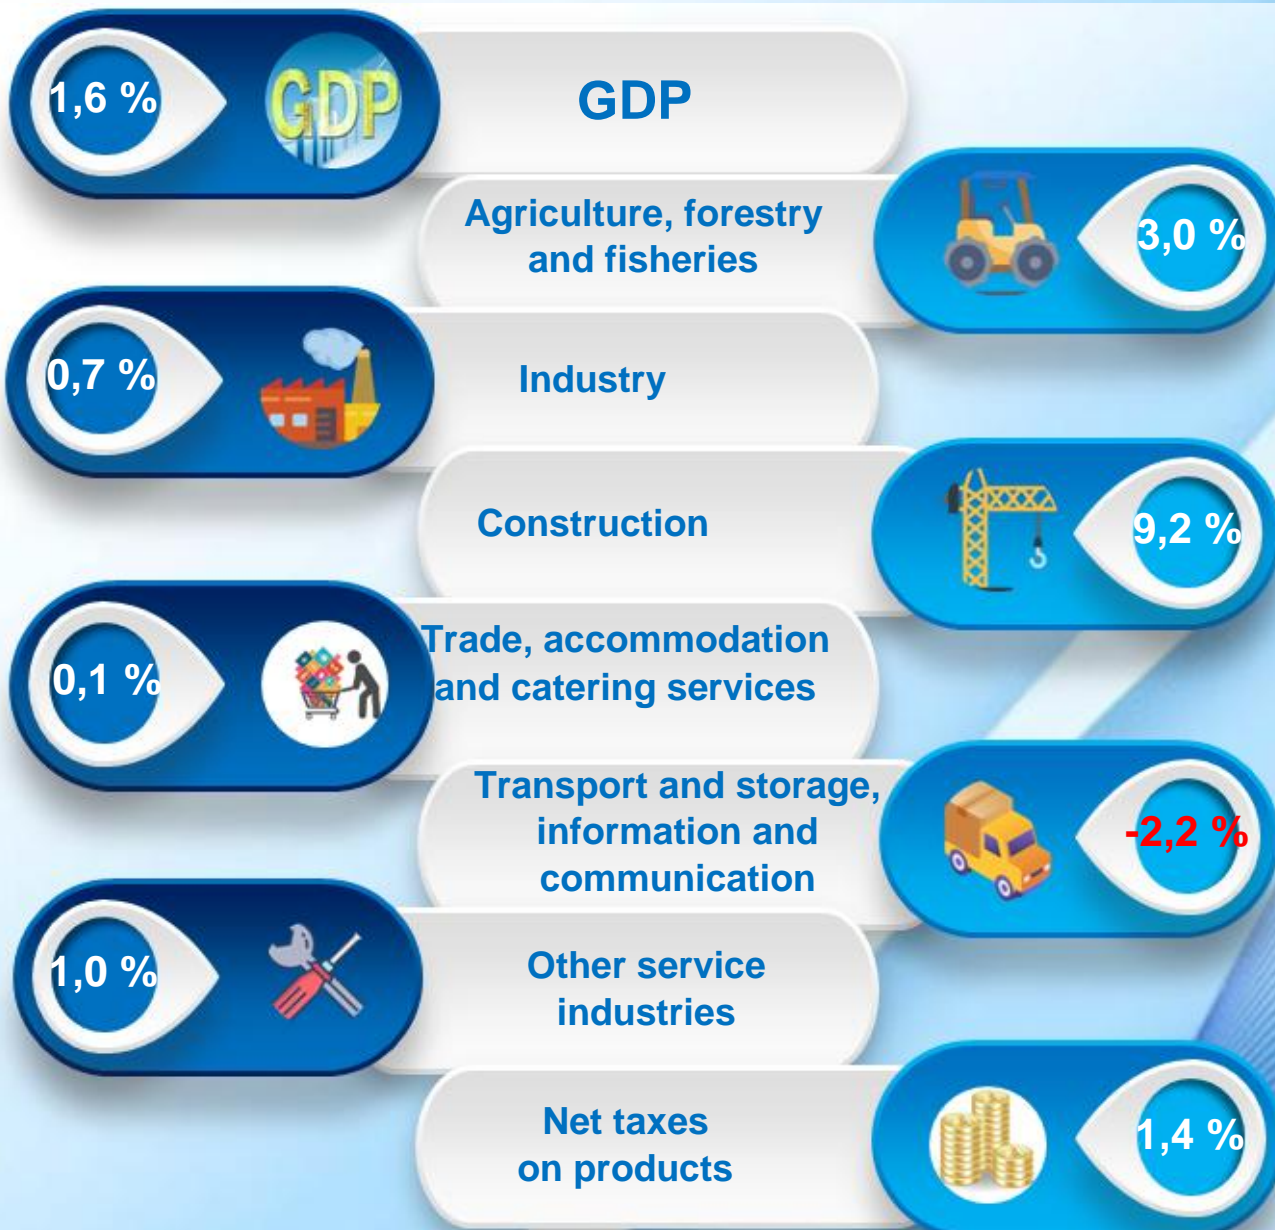 1,6 %
GDP
GDP
Agriculture, forestry
and fisheries
3,0 %
0,7 %
Industry
Construction
9,2 %
0,1 %
Trade, accommodation
and catering services
Transport and storage,
information and
communication
-2,2 %
1,0 %
Other service
industries
Net taxes
on products
1,4 %